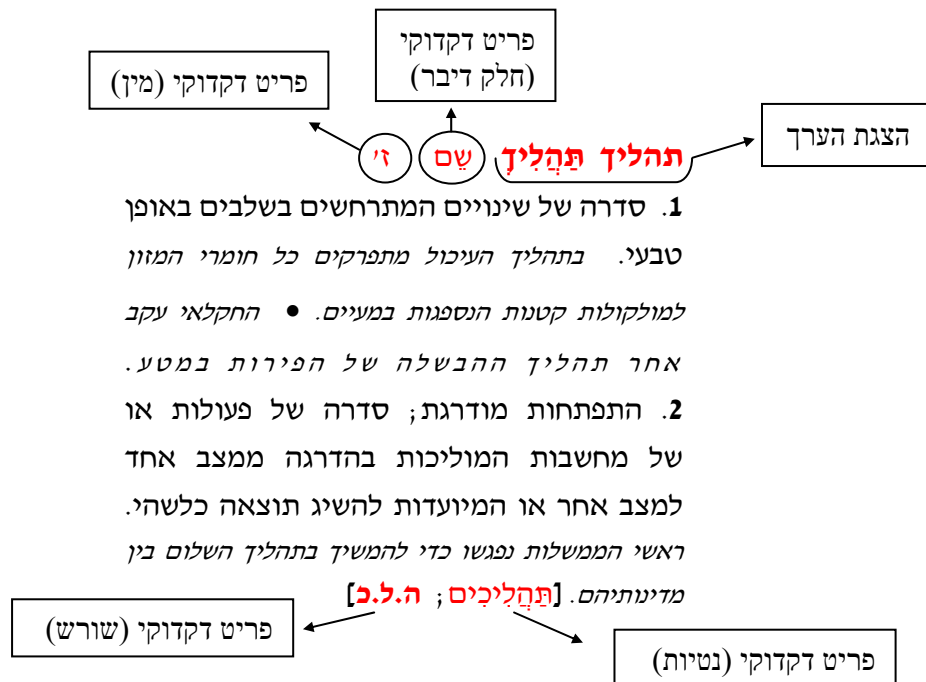 פריט דקדוקי
(חלק דיבר)
פריט דקדוקי (מין)
הצגת הערך
תהליך תַּהֲלִיךְ שֵׁם ז'
1. סדרה של שינויים המתרחשים בשלבים באופן
טבעי. בתהליך העיכול מתפרקים כל חומרי המזון
למולקולות קטנות הנספגות במעיים. ● החקלאי עקב
אחר תהליך ההבשלה של הפירות במטע.
2. התפתחות מודרגת; סדרה של פעולות או
של מחשבות המוליכות בהדרגה ממצב אחד
למצב אחר או המיועדות להשיג תוצאה כלשהי.
ראשי הממשלות נפגשו כדי להמשיך בתהליך השלום בין
מדינותיהם. [תַּהֲלִיכִים; ה.ל.כ]
פריט דקדוקי (שורש)
פריט דקדוקי (נטיות)